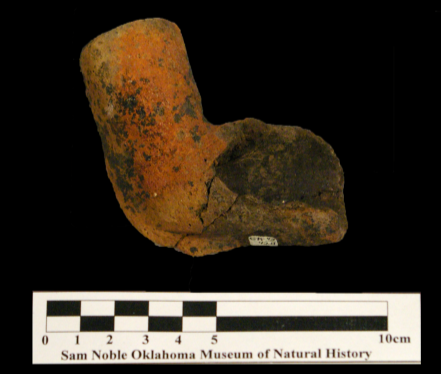 0 1 2 3 4 5 10cm
Sam Noble Oklahoma Museum of Natural History